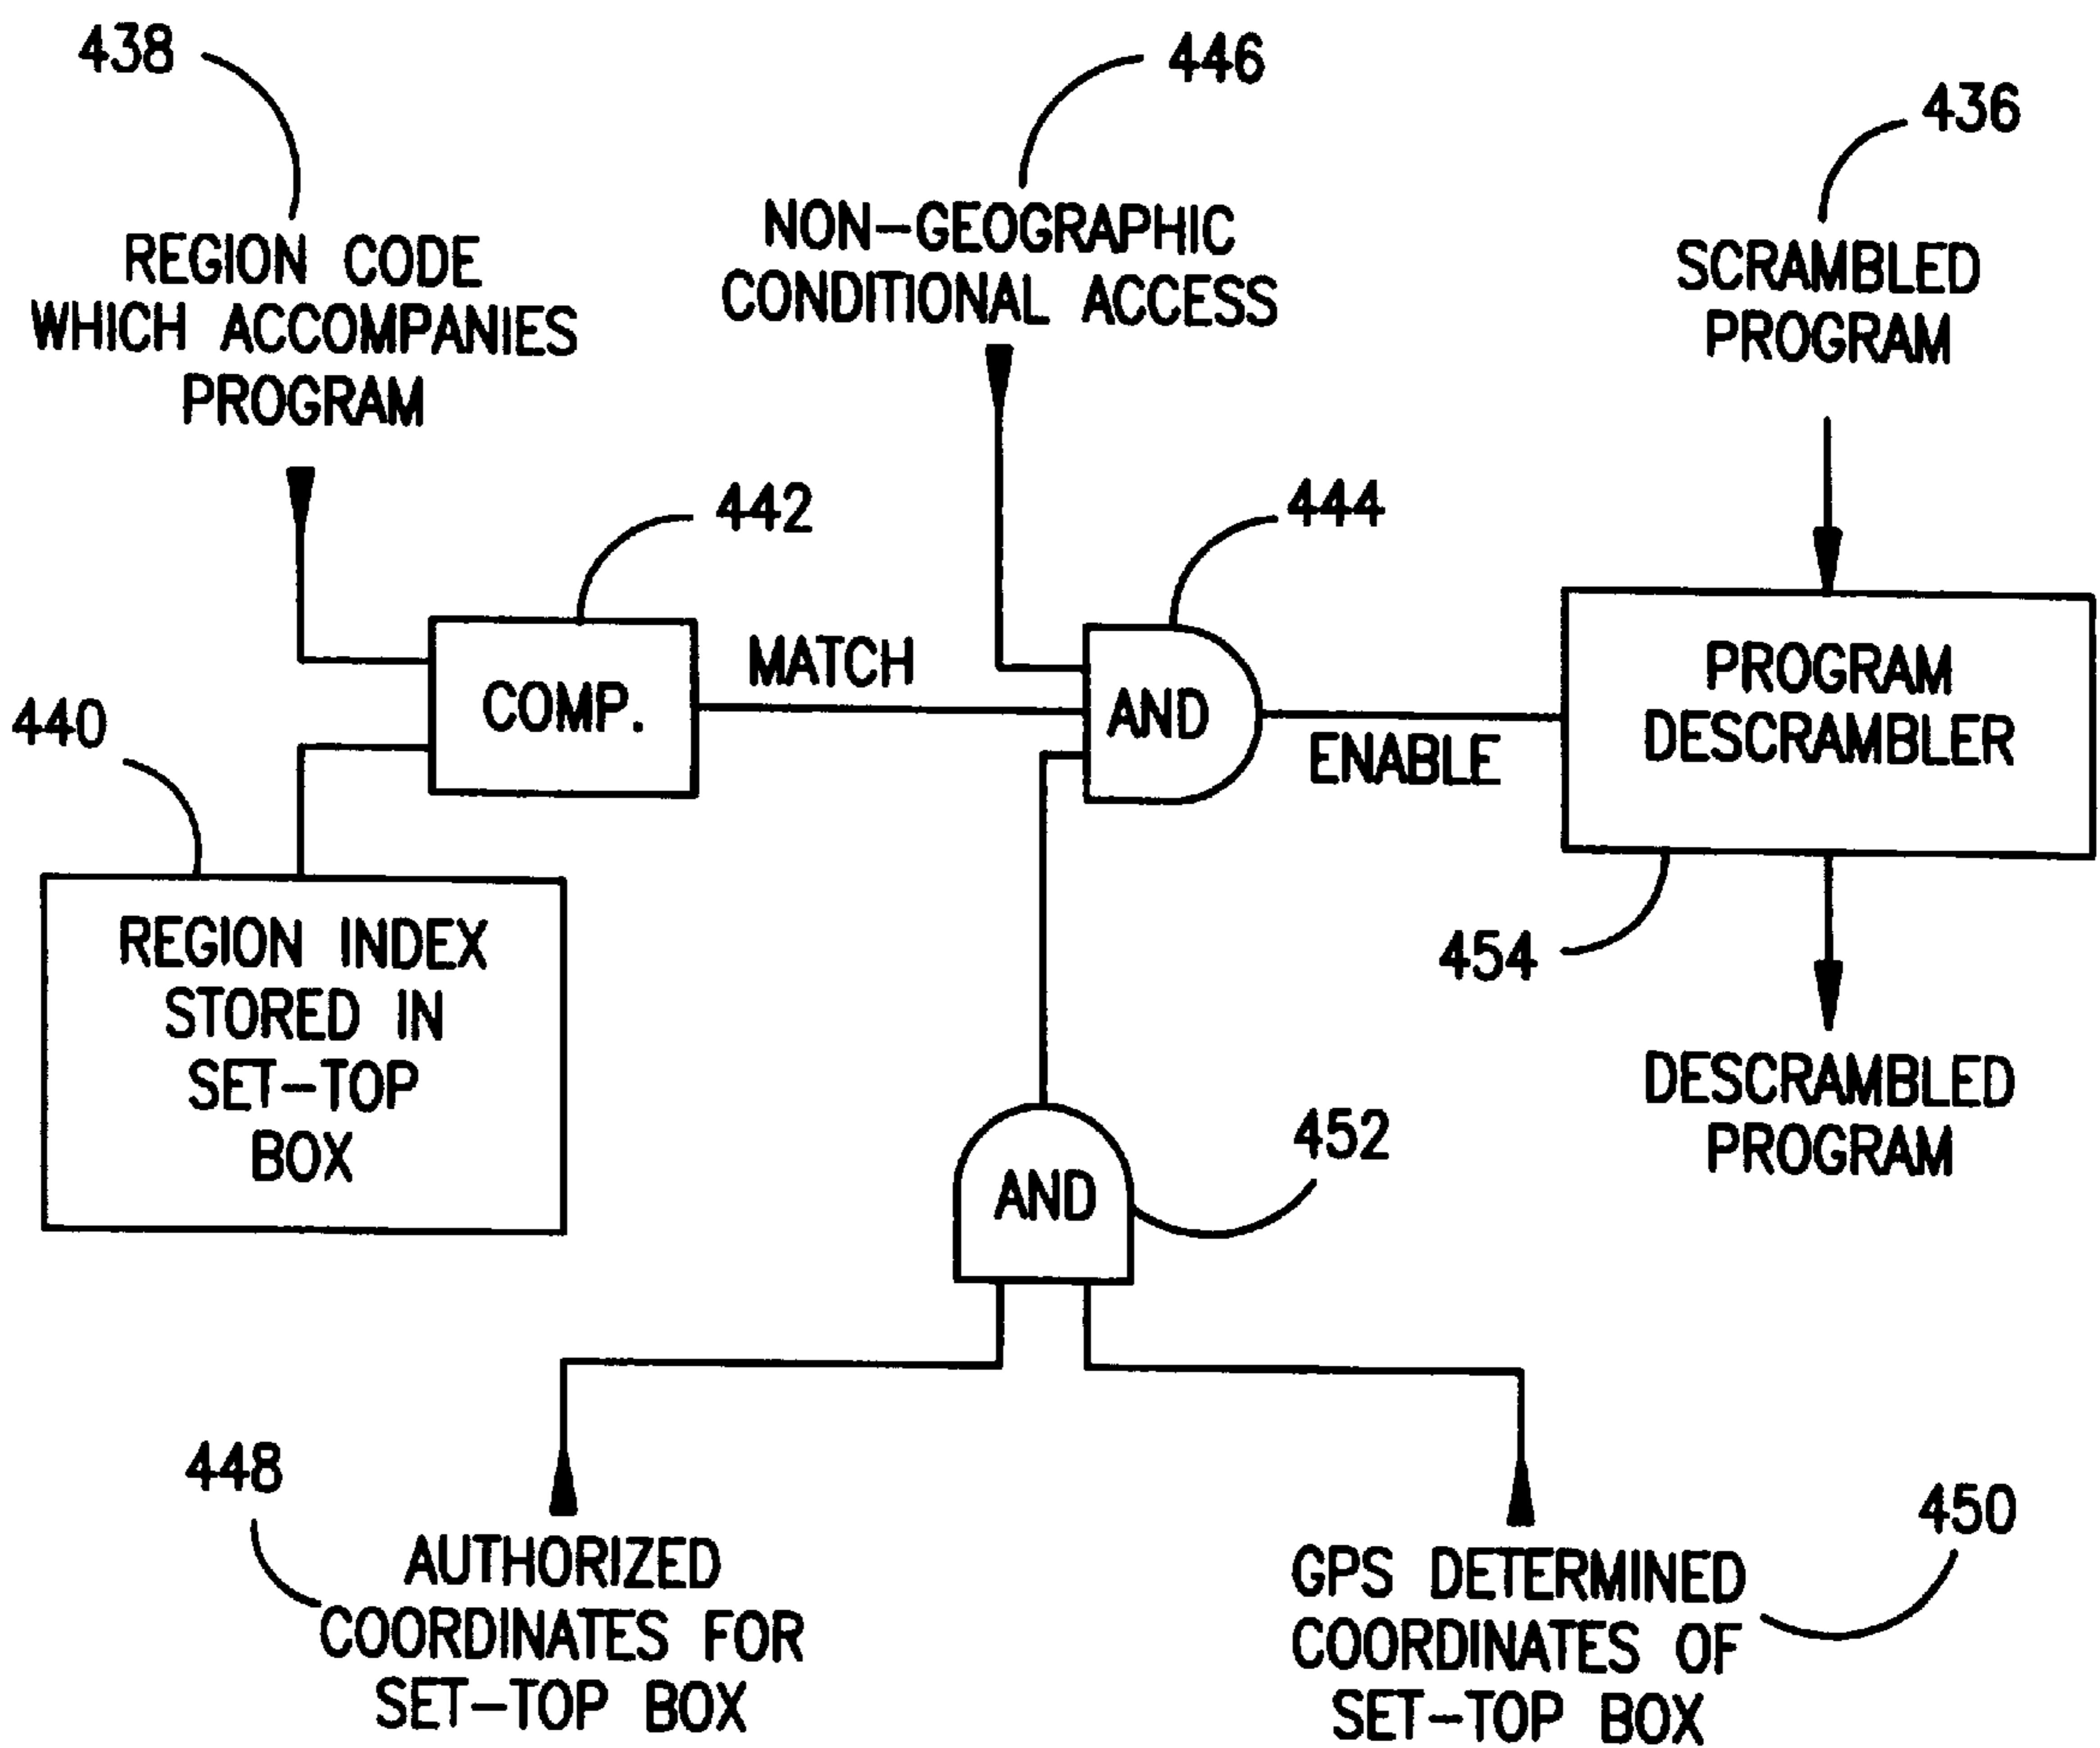 438
446
436
REGION CODE
WHICH ACCOMPANIES
PROGRAM
NON-GEOGRAPHIC
CONDITIONAL ACCESS
SCRAMBLED
PROGRAM
442
444
440
COMP.
MATCH
AND
ENABLE
PROGRAM
DESCRAMBLER
454
REGION INDEX
STORED IN
SET-TOP
BOX
DESCRAMBLED
PROGRAM
AND
452
448
AUTHORIZED
COORDINATES FOR
SET-TOP BOX
450
GPS DETERMINED
COORDINATES OF
SET-TOP BOX